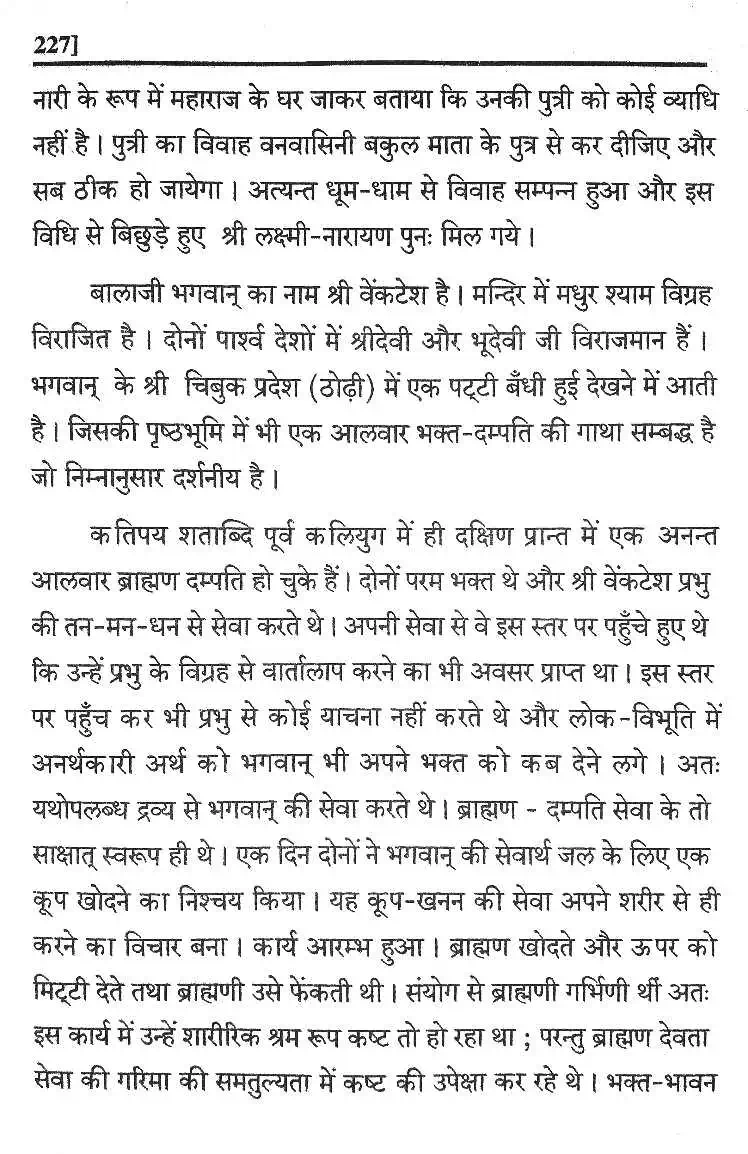 227]
नारी के रूप में महाराज के घर जाकर बताया कि उनकी पुत्री को कोई व्याधि
नहीं है। पुत्री का विवाह वनवासिनी बकुल माता के पुत्र से कर दीजिए और
सब ठीक हो जायेगा। अत्यन्त धूम-धाम से विवाह सम्पन्न हुआ और इस
विधि से बिछुड़े हुए श्री लक्ष्मी-नारायण पुनः मिल गये।
बालाजी भगवान् का नाम श्री वेंकटेश है। मन्दिर में मधुर श्याम विग्रह
विराजित है। दोनों पार्श्व देशों में श्रीदेवी और भूदेवी जी विराजमान हैं।
भगवान् के श्री चिबुक प्रदेश (ठोढ़ी) में एक पट्टी बँधी हुई देखने में आती
है। जिसकी पृष्ठभूमि में भी एक आलवार भक्त-दम्पति की गाथा सम्बद्ध है
जो निम्नानुसार दर्शनीय है।
कतिपय शताब्दि पूर्व कलियुग में ही दक्षिण प्रान्त में एक अनन्त
आलवार ब्राह्मण दम्पति हो चुके हैं। दोनों परम भक्त थे और श्री वेंकटेश प्रभु
की तन-मन-धन से सेवा करते थे। अपनी सेवा से वे इस स्तर पर पहुँचे हुए थे
कि उन्हें प्रभु के विग्रह से वार्तालाप करने का भी अवसर प्राप्त था। इस स्तर
पर पहुँच कर भी प्रभु से कोई याचना नहीं करते थे और लोक-विभूति में
अनर्थकारी अर्थ को भगवान् भी अपने भक्त को कब देने लगे। अतः
यथोपलब्ध द्रव्य से भगवान् की सेवा करते थे। ब्राह्मण - दम्पति सेवा के तो
साक्षात् स्वरूप ही थे। एक दिन दोनों ने भगवान् की सेवार्थ जल के लिए एक
कूप खोदने का निश्चय किया। यह कूप-खनन की सेवा अपने शरीर से ही
करने का विचार बना। कार्य आरम्भ हुआ। ब्राह्मण खोदते और ऊपर को
मिट्टी देते तथा ब्राह्मणी उसे फेंकती थी। संयोग से ब्राह्मणी गर्भिणी थीं अतः
इस कार्य में उन्हें शारीरिक श्रम रूप कष्ट तो हो रहा था ; परन्तु ब्राह्मण देवता
सेवा की गरिमा की समतुल्यता में कष्ट की उपेक्षा कर रहे थे। भक्त-भावन